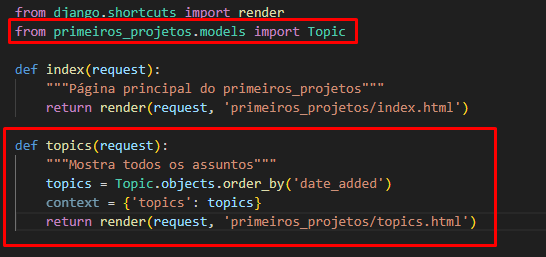 from django.shortcuts import render
from primeiros_projetos.models import Topic
def index(request):
"""Página principal do primeiros_projetos"""
return render(request, 'primeiros_projetos/index.html')
def topics(request):
"""Mostra todos os assuntos"""
topics = Topic.objects.order_by('date_added')
context = {'topics': topics}
return render(request, 'primeiros_projetos/topics.html')